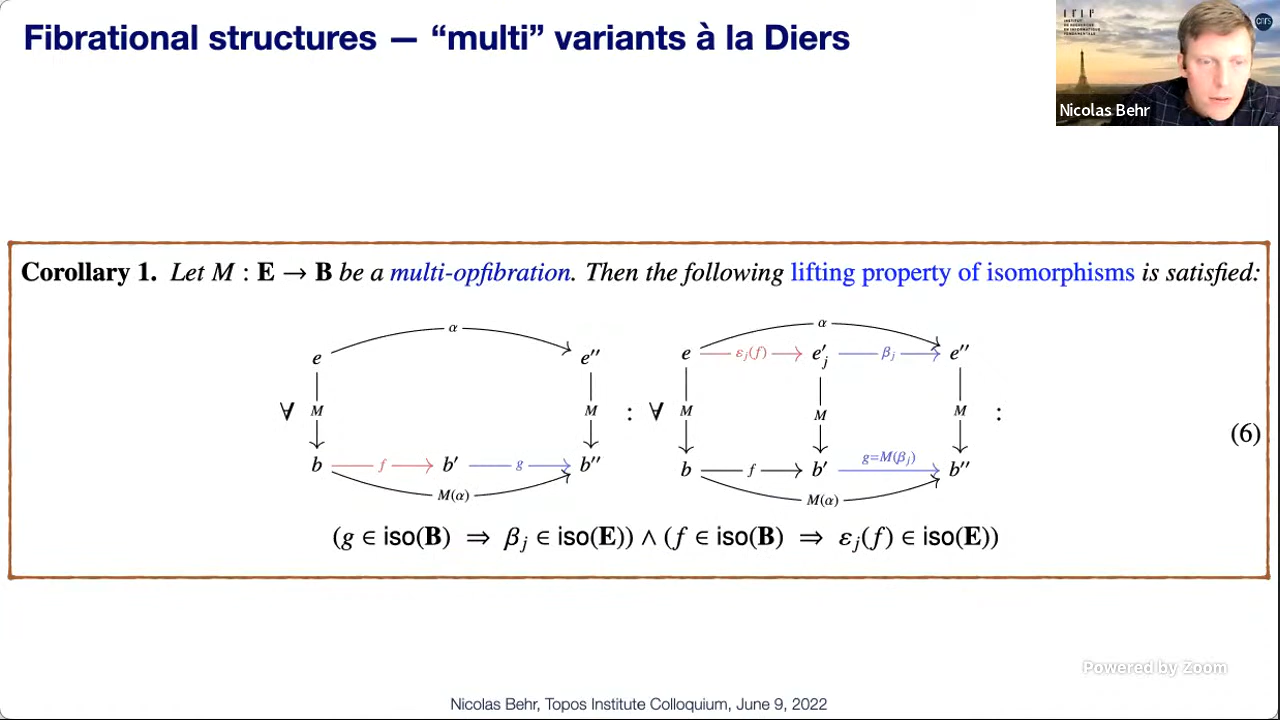 Fibrational structures — “multi” variants à la Diers
Nicolas Behr
Corollary 1. Let M : E → B be a multi-opfibration. Then the following lifting property of isomorphisms is satisfied:
α α
e e′′ e εⱼ(f) e′ⱼ βⱼ e′′
∀ M M : ∀ M M M :
(6)
g=M(βⱼ)
b f b′ g b′′ b f b′ b′′
M(α) M(α)
(g ∈ iso(B) ⇒ βⱼ ∈ iso(E)) ∧ (f ∈ iso(B) ⇒ εⱼ(f) ∈ iso(E))
Powered by Zoom
Nicolas Behr, Topos Institute Colloquium, June 9, 2022